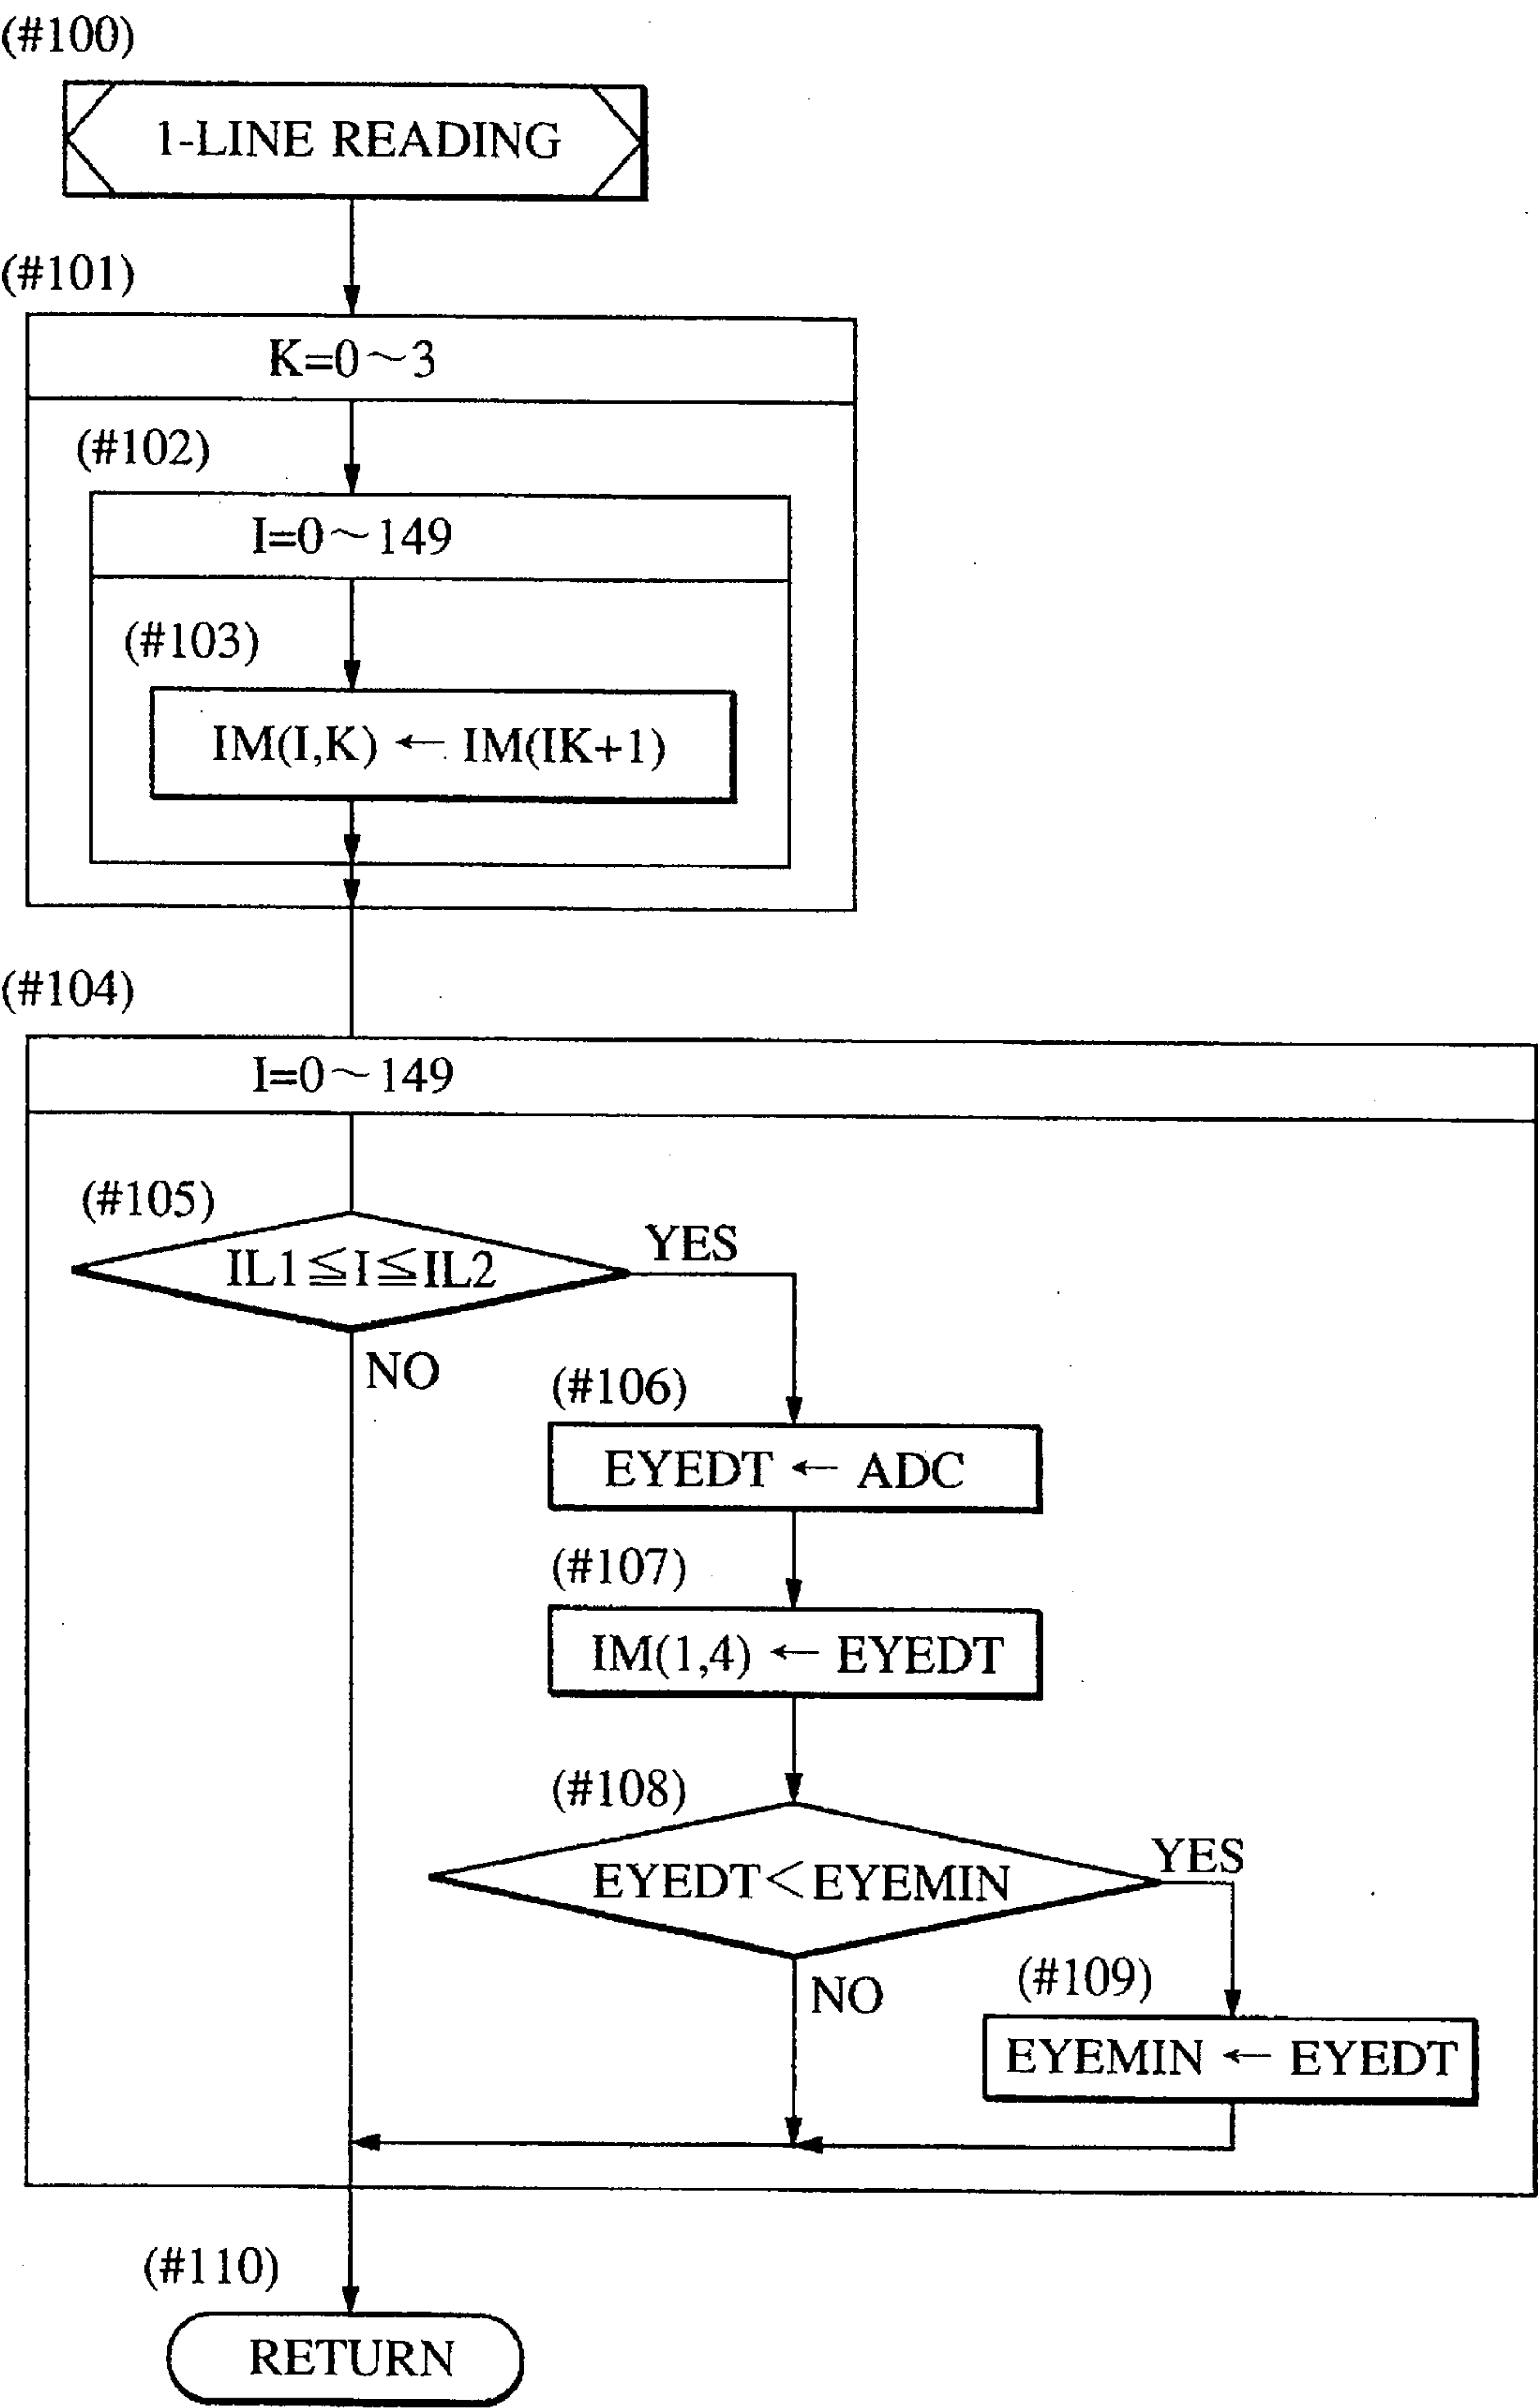 (#100)
1-LINE READING
(#101)
K=0～3
(#102)
I=0～149
(#103)
IM(I,K) ← IM(IK+1)
(#104)
I=0～149
(#105)
IL1≦I≦IL2
YES
NO
(#106)
EYEDT ← ADC
(#107)
IM(1,4) ← EYEDT
(#108)
EYEDT<EYEMIN
YES
NO
(#109)
EYEMIN ← EYEDT
(#110)
RETURN